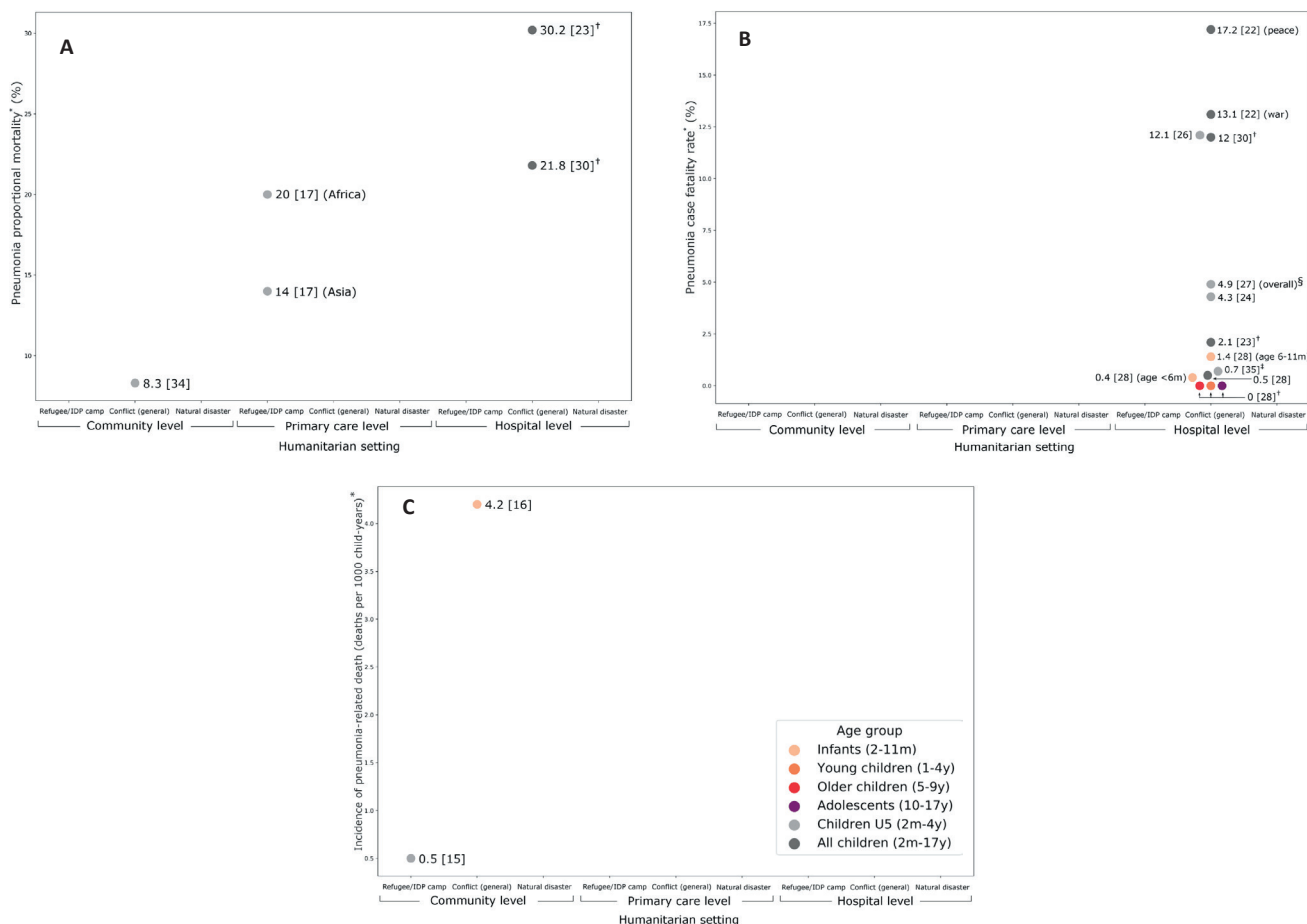 A
Pneumonia proportional mortality* (%)
30
25
20
15
10
30.2 [23]†
21.8 [30]†
20 [17] (Africa)
14 [17] (Asia)
8.3 [34]
Refugee/IDP camp Conflict (general) Natural disaster Refugee/IDP camp Conflict (general) Natural disaster Refugee/IDP camp Conflict (general) Natural disaster
Community level Primary care level Hospital level
Humanitarian setting
B
Pneumonia case fatality rate* (%)
17.5
15.0
12.5
10.0
7.5
5.0
2.5
0.0
17.2 [22] (peace)
13.1 [22] (war)
12.1 [26]
12 [30]†
4.9 [27] (overall)§
4.3 [24]
2.1 [23]†
1.4 [28] (age 6-11m)
0.7 [35]‡
0.4 [28] (age <6m)
0.5 [28]
0 [28]†
Refugee/IDP camp Conflict (general) Natural disaster Refugee/IDP camp Conflict (general) Natural disaster Refugee/IDP camp Conflict (general) Natural disaster
Community level Primary care level Hospital level
Humanitarian setting
C
Incidence of pneumonia-related death (deaths per 1000 child-years)*
4.0
3.5
3.0
2.5
2.0
1.5
1.0
0.5
4.2 [16]
0.5 [15]
Age group
Infants (2-11m)
Young children (1-4y)
Older children (5-9y)
Adolescents (10-17y)
Children U5 (2m-4y)
All children (2m-17y)
Refugee/IDP camp Conflict (general) Natural disaster Refugee/IDP camp Conflict (general) Natural disaster Refugee/IDP camp Conflict (general) Natural disaster
Community level Primary care level Hospital level
Humanitarian setting